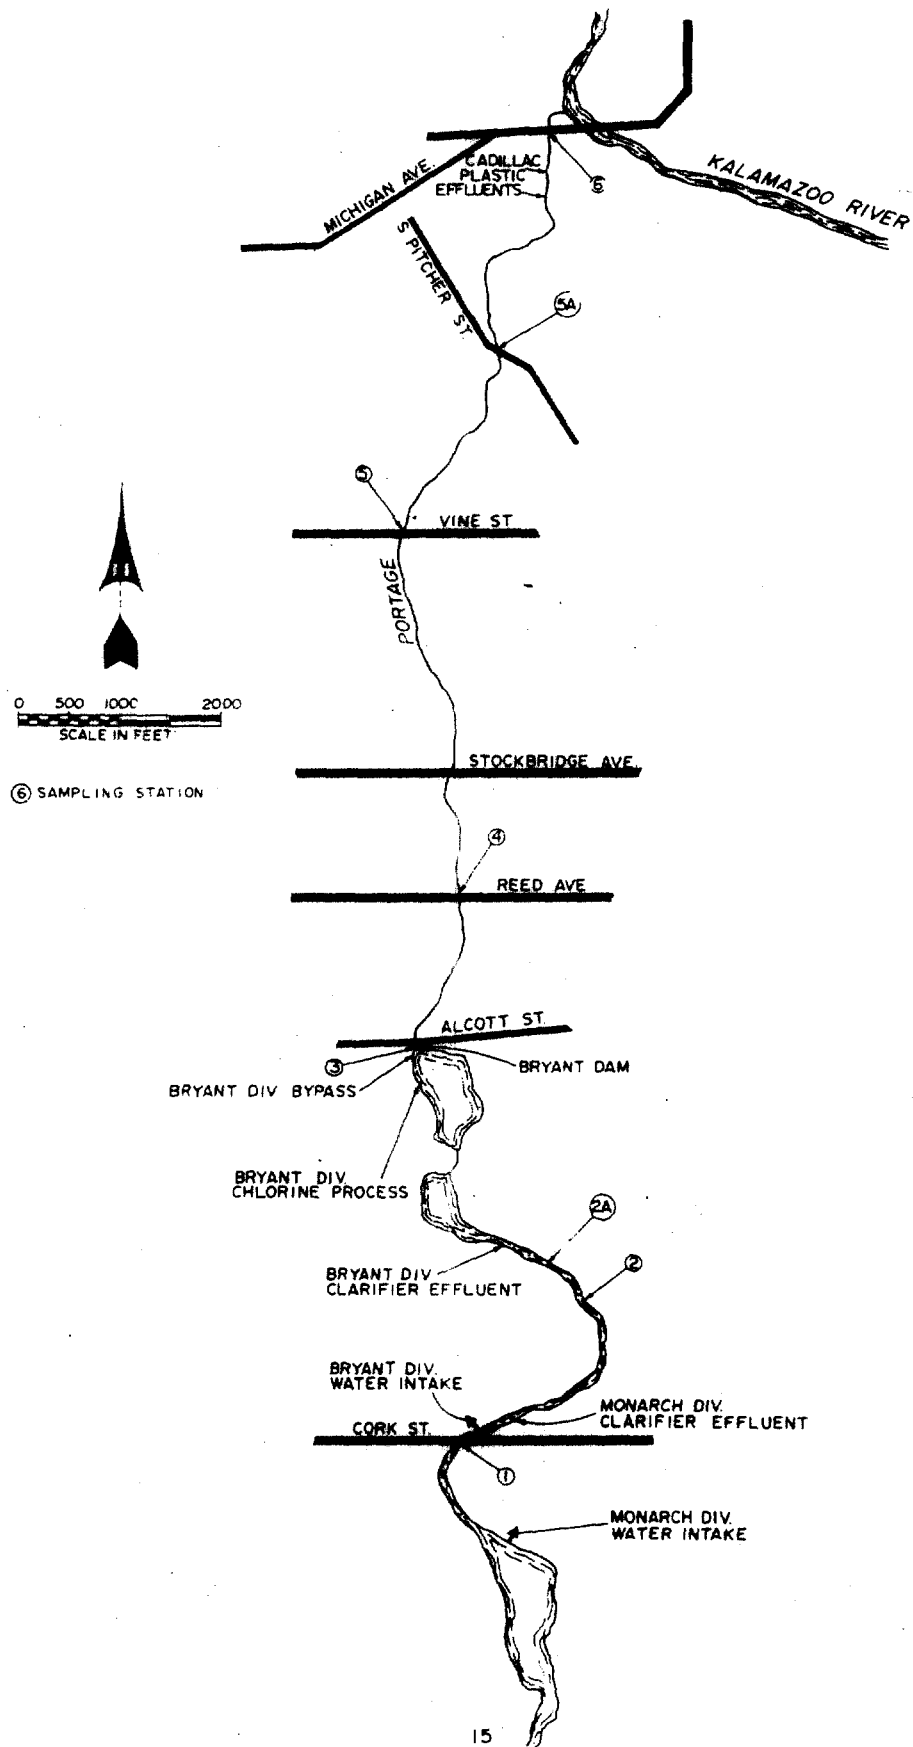 KALAMAZOO RIVER
CADILLAC
PLASTIC
EFFLUENTS
6
MICHIGAN AVE.
S PITCHER ST.
5A
5
VINE ST
PORTAGE
0 500 1000 2000
SCALE IN FEET
STOCKBRIDGE AVE.
6 SAMPLING STATION
4
REED AVE
ALCOTT ST.
3
BRYANT DAM
BRYANT DIV BYPASS
BRYANT DIV.
CHLORINE PROCESS
2A
2
BRYANT DIV
CLARIFIER EFFLUENT
BRYANT DIV.
WATER INTAKE
MONARCH DIV.
CLARIFIER EFFLUENT
CORK ST.
1
MONARCH DIV.
WATER INTAKE
15